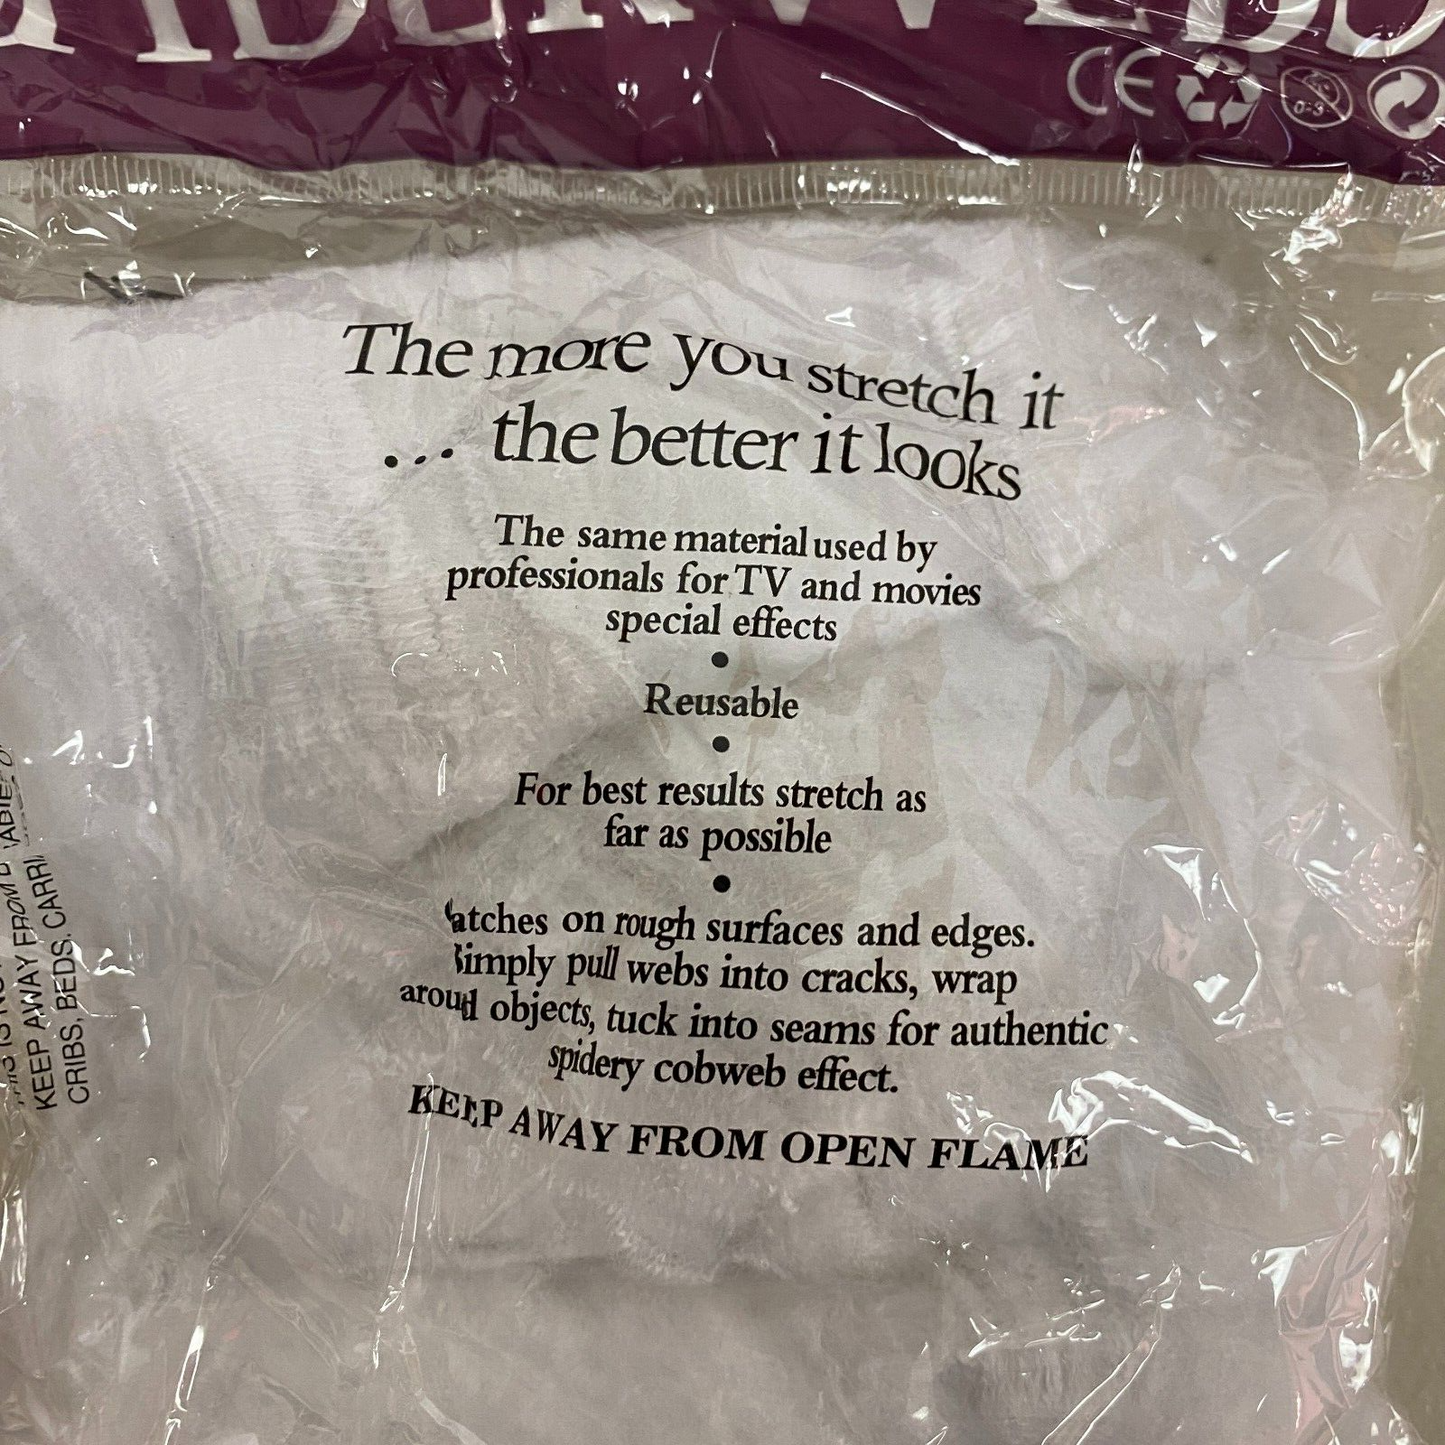 CE
0-3
The more you stretch it
... the better it looks
The same material used by
professionals for TV and movies
special effects
•
Reusable
•
For best results stretch as
far as possible
•
atches on rough surfaces and edges.
imply pull webs into cracks, wrap
objects, tuck into seams for authentic
spidery cobweb effect.
KEEP AWAY FROM OPEN FLAME
KEEP AWAY FROM
CRIBS, BEDS, CARRI